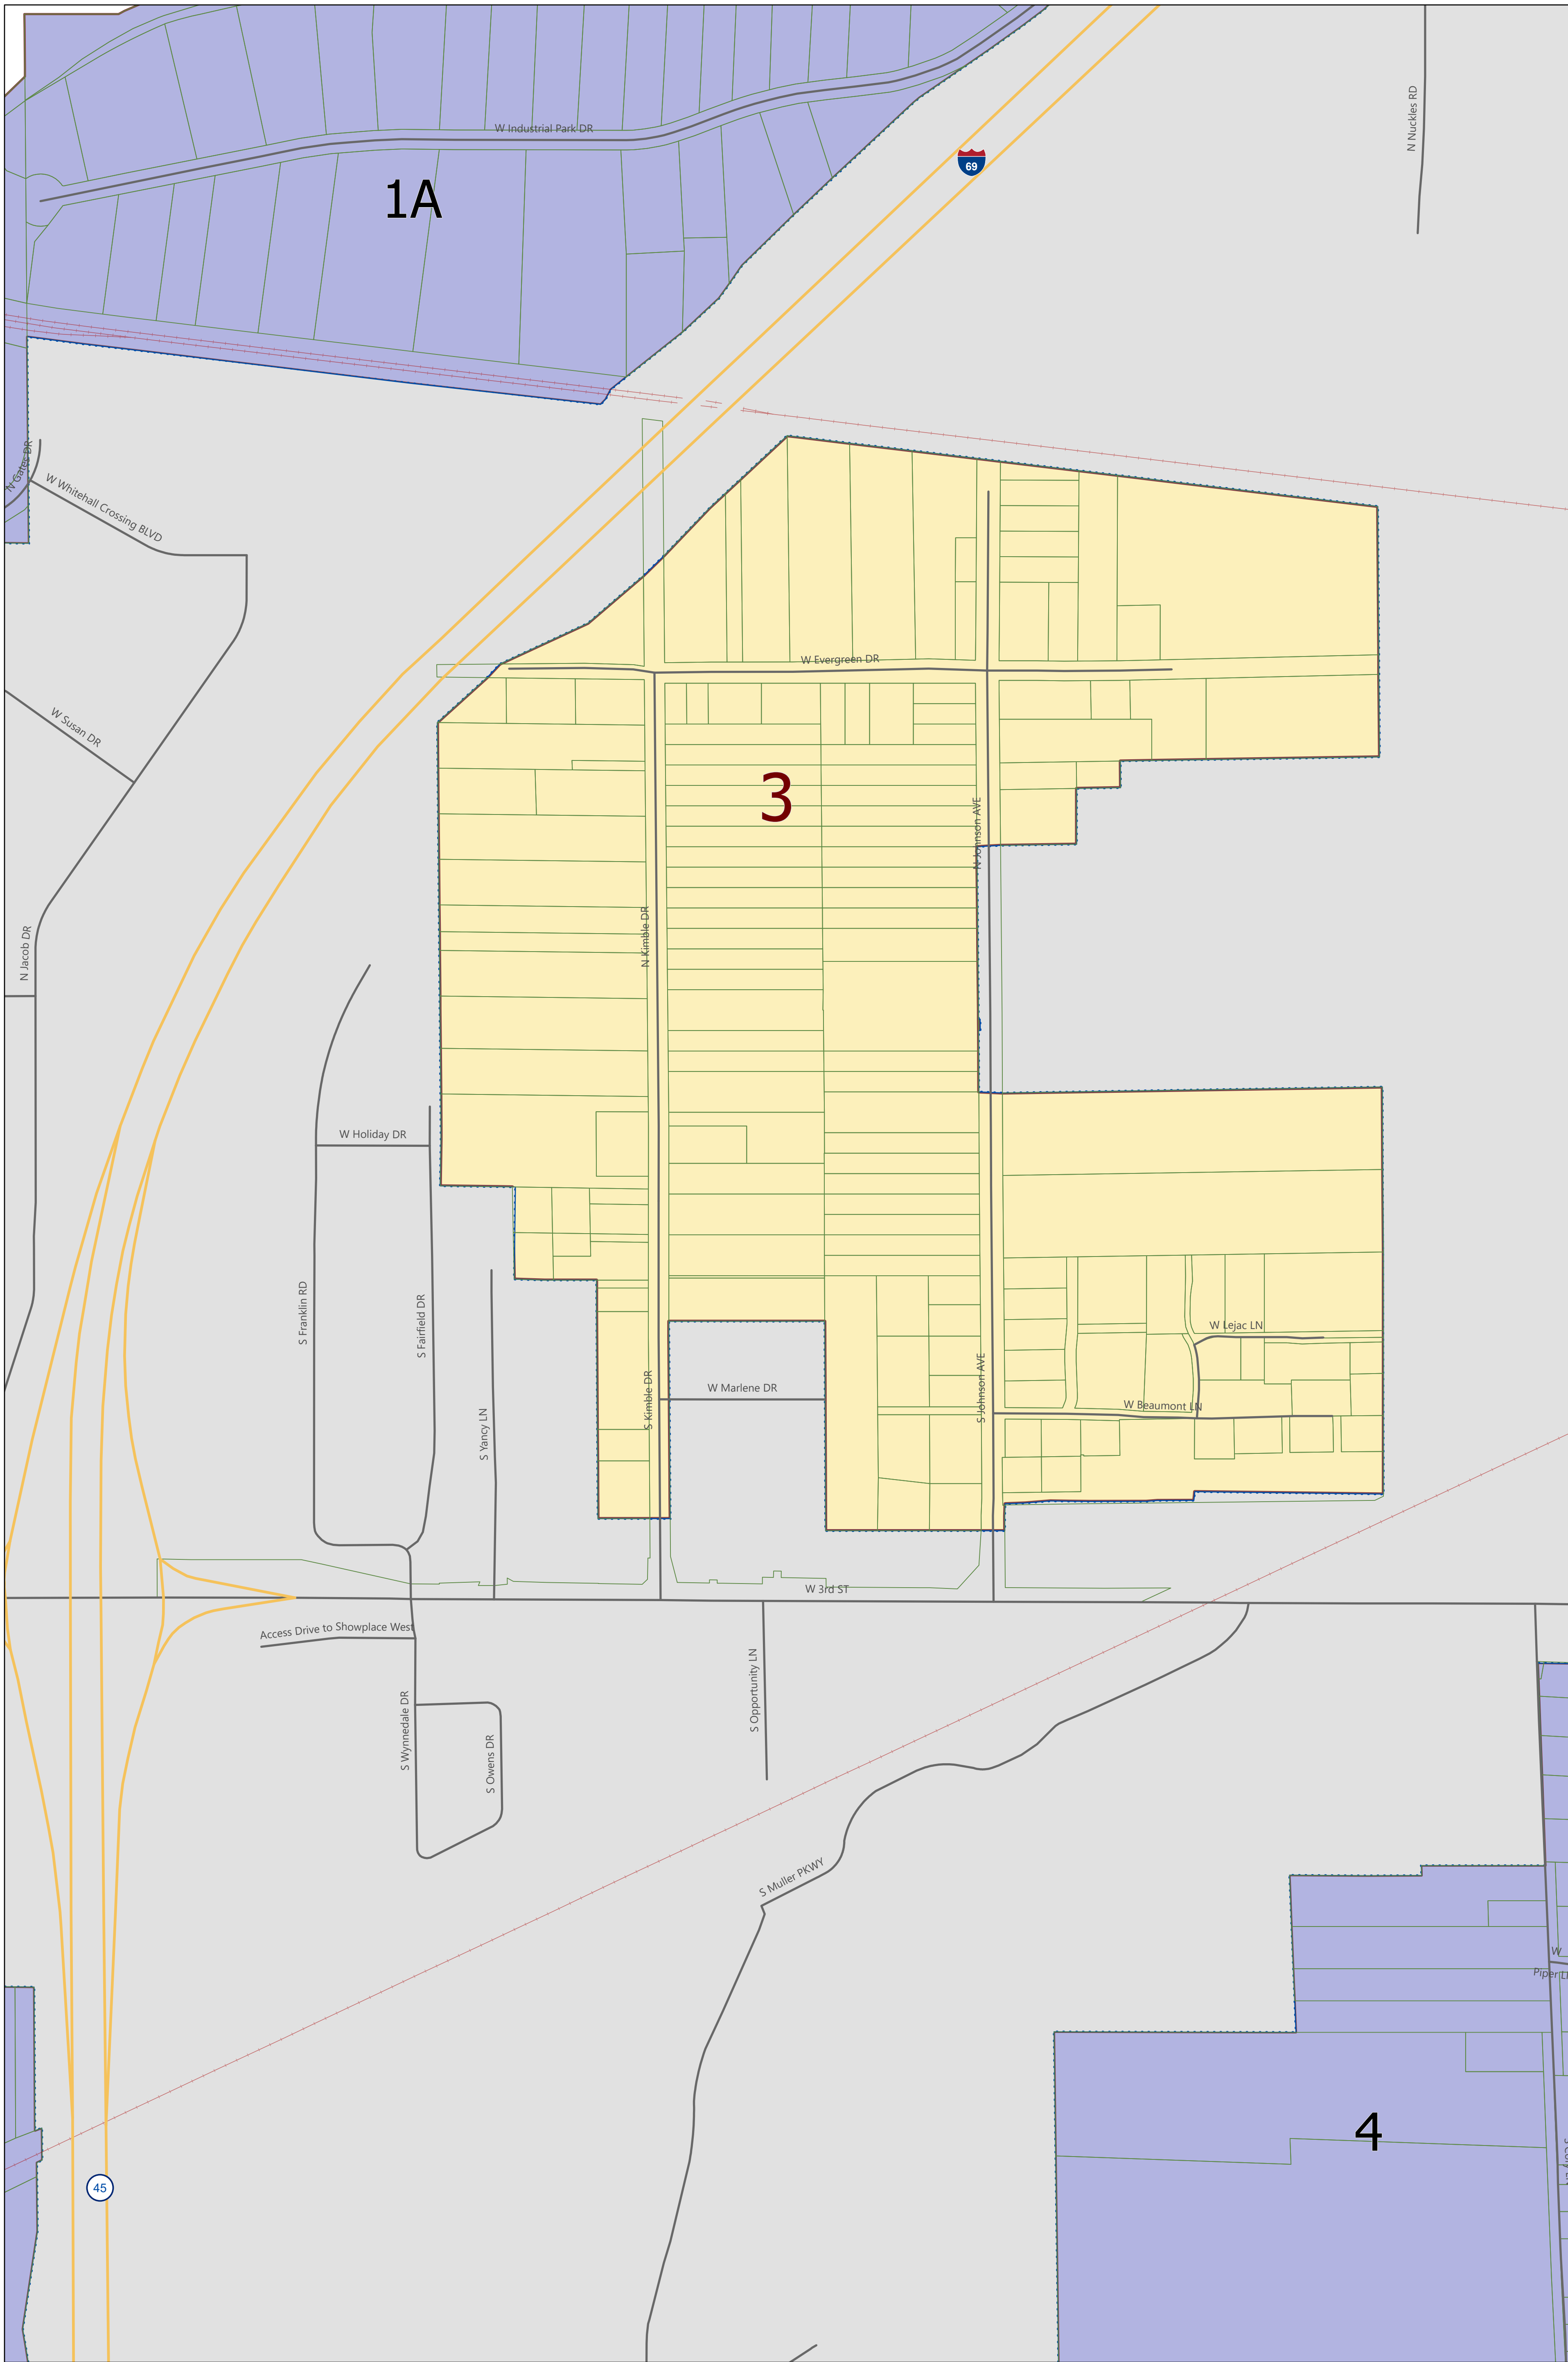 N Nuckles RD
W Industrial Park DR
69
1A
N Gates DR
W Whitehall Crossing BLVD
W Evergreen DR
W Susan DR
3
N Johnson AVE
N Kimble DR
N Jacob DR
W Holiday DR
S Franklin RD
S Fairfield DR
W Lejac LN
S Kimble DR
W Marlene DR
S Johnson AVE
W Beaumont LN
S Yancy LN
W 3rd ST
Access Drive to Showplace West
S Opportunity LN
S Wynnedale DR
S Owens DR
S Muller PKWY
W
Piper
4
45